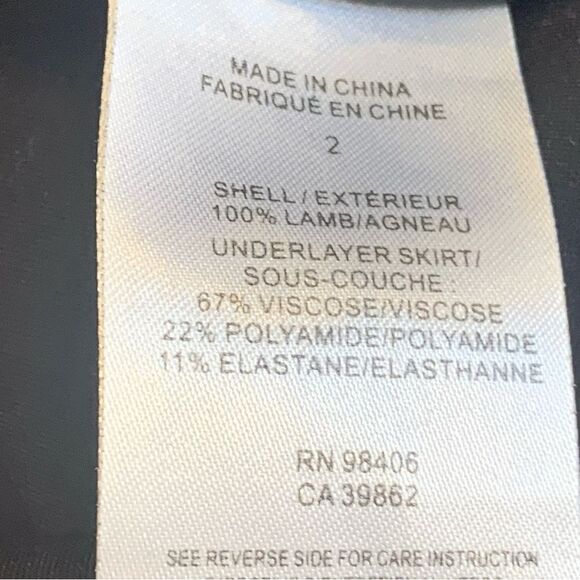 MADE IN CHINA
FABRIQUÉ EN CHINE
2
SHELL / EXTÉRIEUR
100% LAMB/AGNEAU
UNDERLAYER SKIRT/
SOUS-COUCHE :
67% VISCOSE/VISCOSE
22% POLYAMIDE/POLYAMIDE
11% ELASTANE/ELASTHANNE
RN 98406
CA 39862
SEE REVERSE SIDE FOR CARE INSTRUCTION